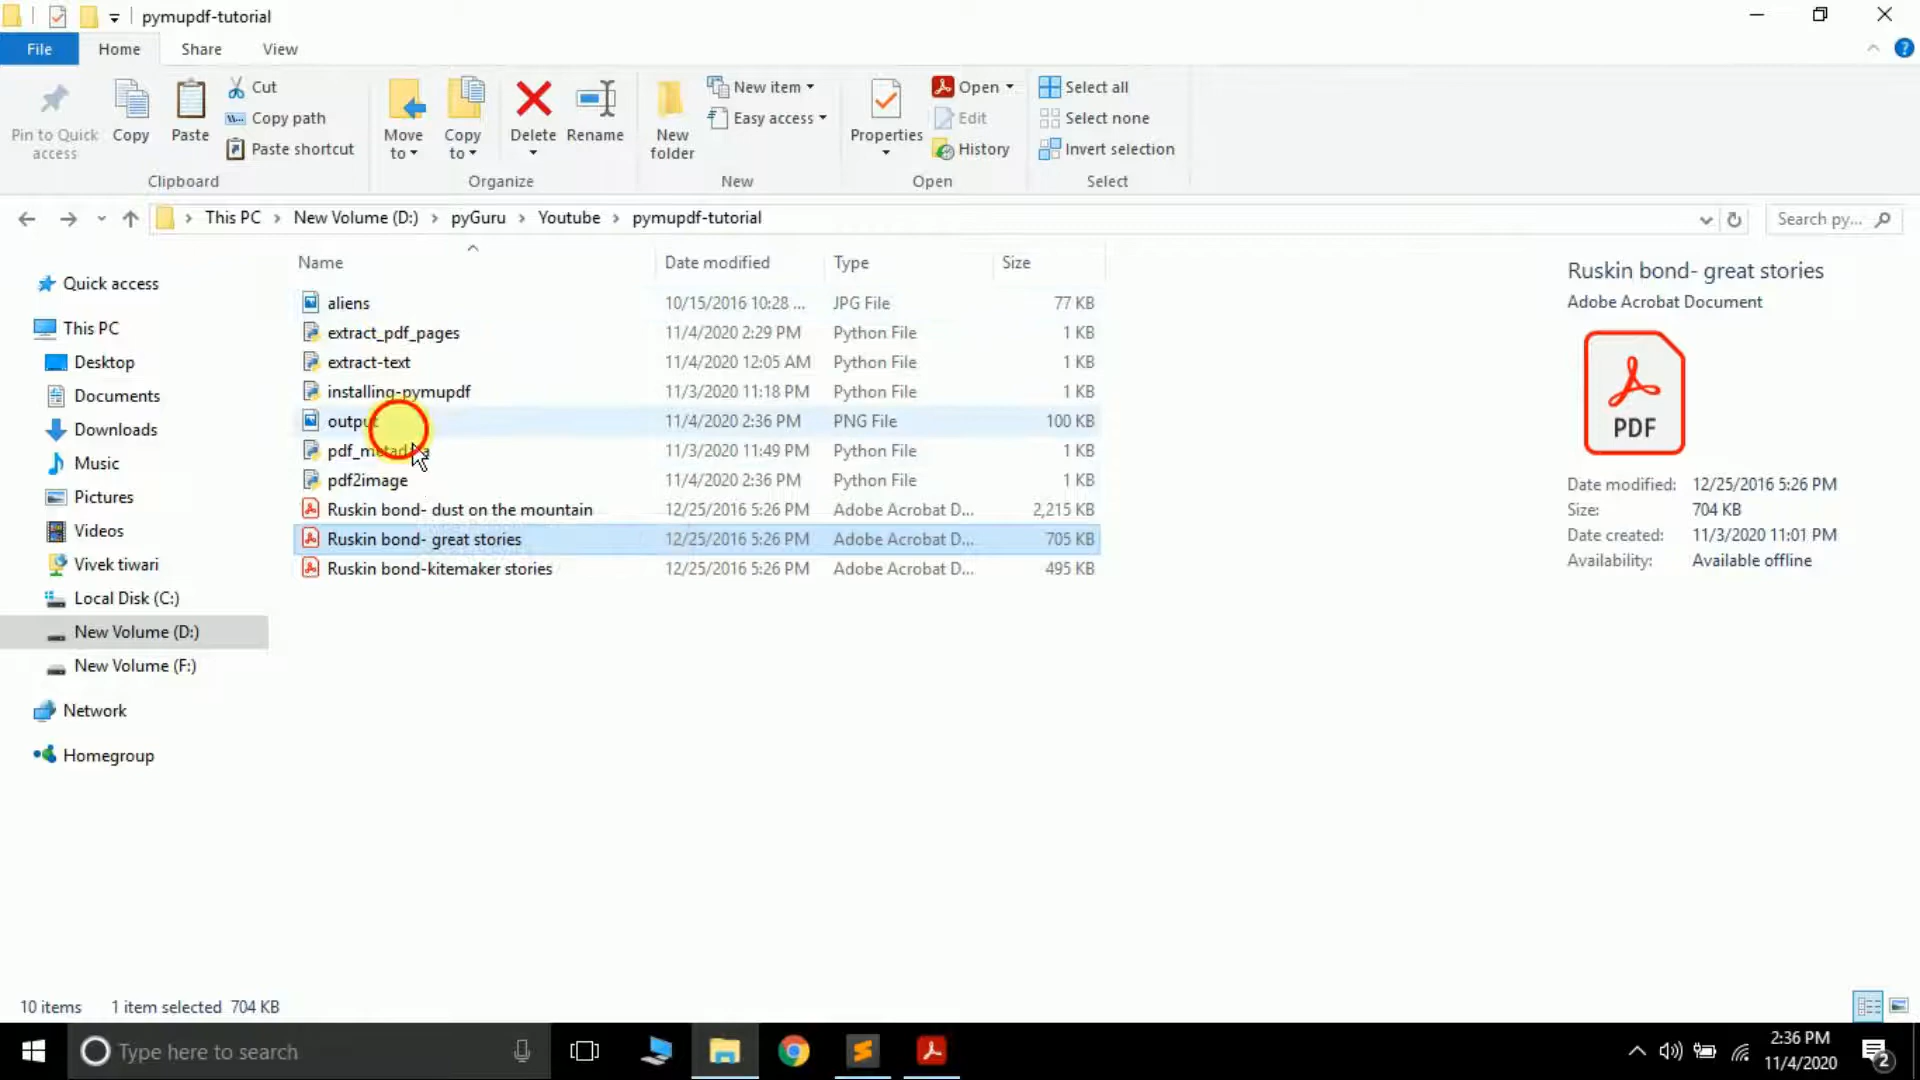 pymupdf-tutorial
File Home Share View
Pin to Quick access
Copy
Paste
Cut
Copy path
Paste shortcut
Move to
Copy to
Delete
Rename
New folder
New item
Easy access
Properties
Open
Edit
History
Select all
Select none
Invert selection
Clipboard Organize New Open Select
This PC New Volume (D:) pyGuru Youtube pymupdf-tutorial
Search py...
Name Date modified Type Size
aliens 10/15/2016 10:28 ... JPG File 77 KB
extract_pdf_pages 11/4/2020 2:29 PM Python File 1 KB
extract-text 11/4/2020 12:05 AM Python File 1 KB
installing-pymupdf 11/3/2020 11:18 PM Python File 1 KB
output 11/4/2020 2:36 PM PNG File 100 KB
pdf_metadata 11/3/2020 11:49 PM Python File 1 KB
pdf2image 11/4/2020 2:36 PM Python File 1 KB
Ruskin bond- dust on the mountain 12/25/2016 5:26 PM Adobe Acrobat D... 2,215 KB
Ruskin bond- great stories 12/25/2016 5:26 PM Adobe Acrobat D... 705 KB
Ruskin bond-kitemaker stories 12/25/2016 5:26 PM Adobe Acrobat D... 495 KB
Quick access
This PC
Desktop
Documents
Downloads
Music
Pictures
Videos
Vivek tiwari
Local Disk (C:)
New Volume (D:)
New Volume (F:)
Network
Homegroup
Ruskin bond- great stories
Adobe Acrobat Document
PDF
Date modified: 12/25/2016 5:26 PM
Size: 704 KB
Date created: 11/3/2020 11:01 PM
Availability: Available offline
10 items 1 item selected 704 KB
Type here to search
2:36 PM
11/4/2020
2